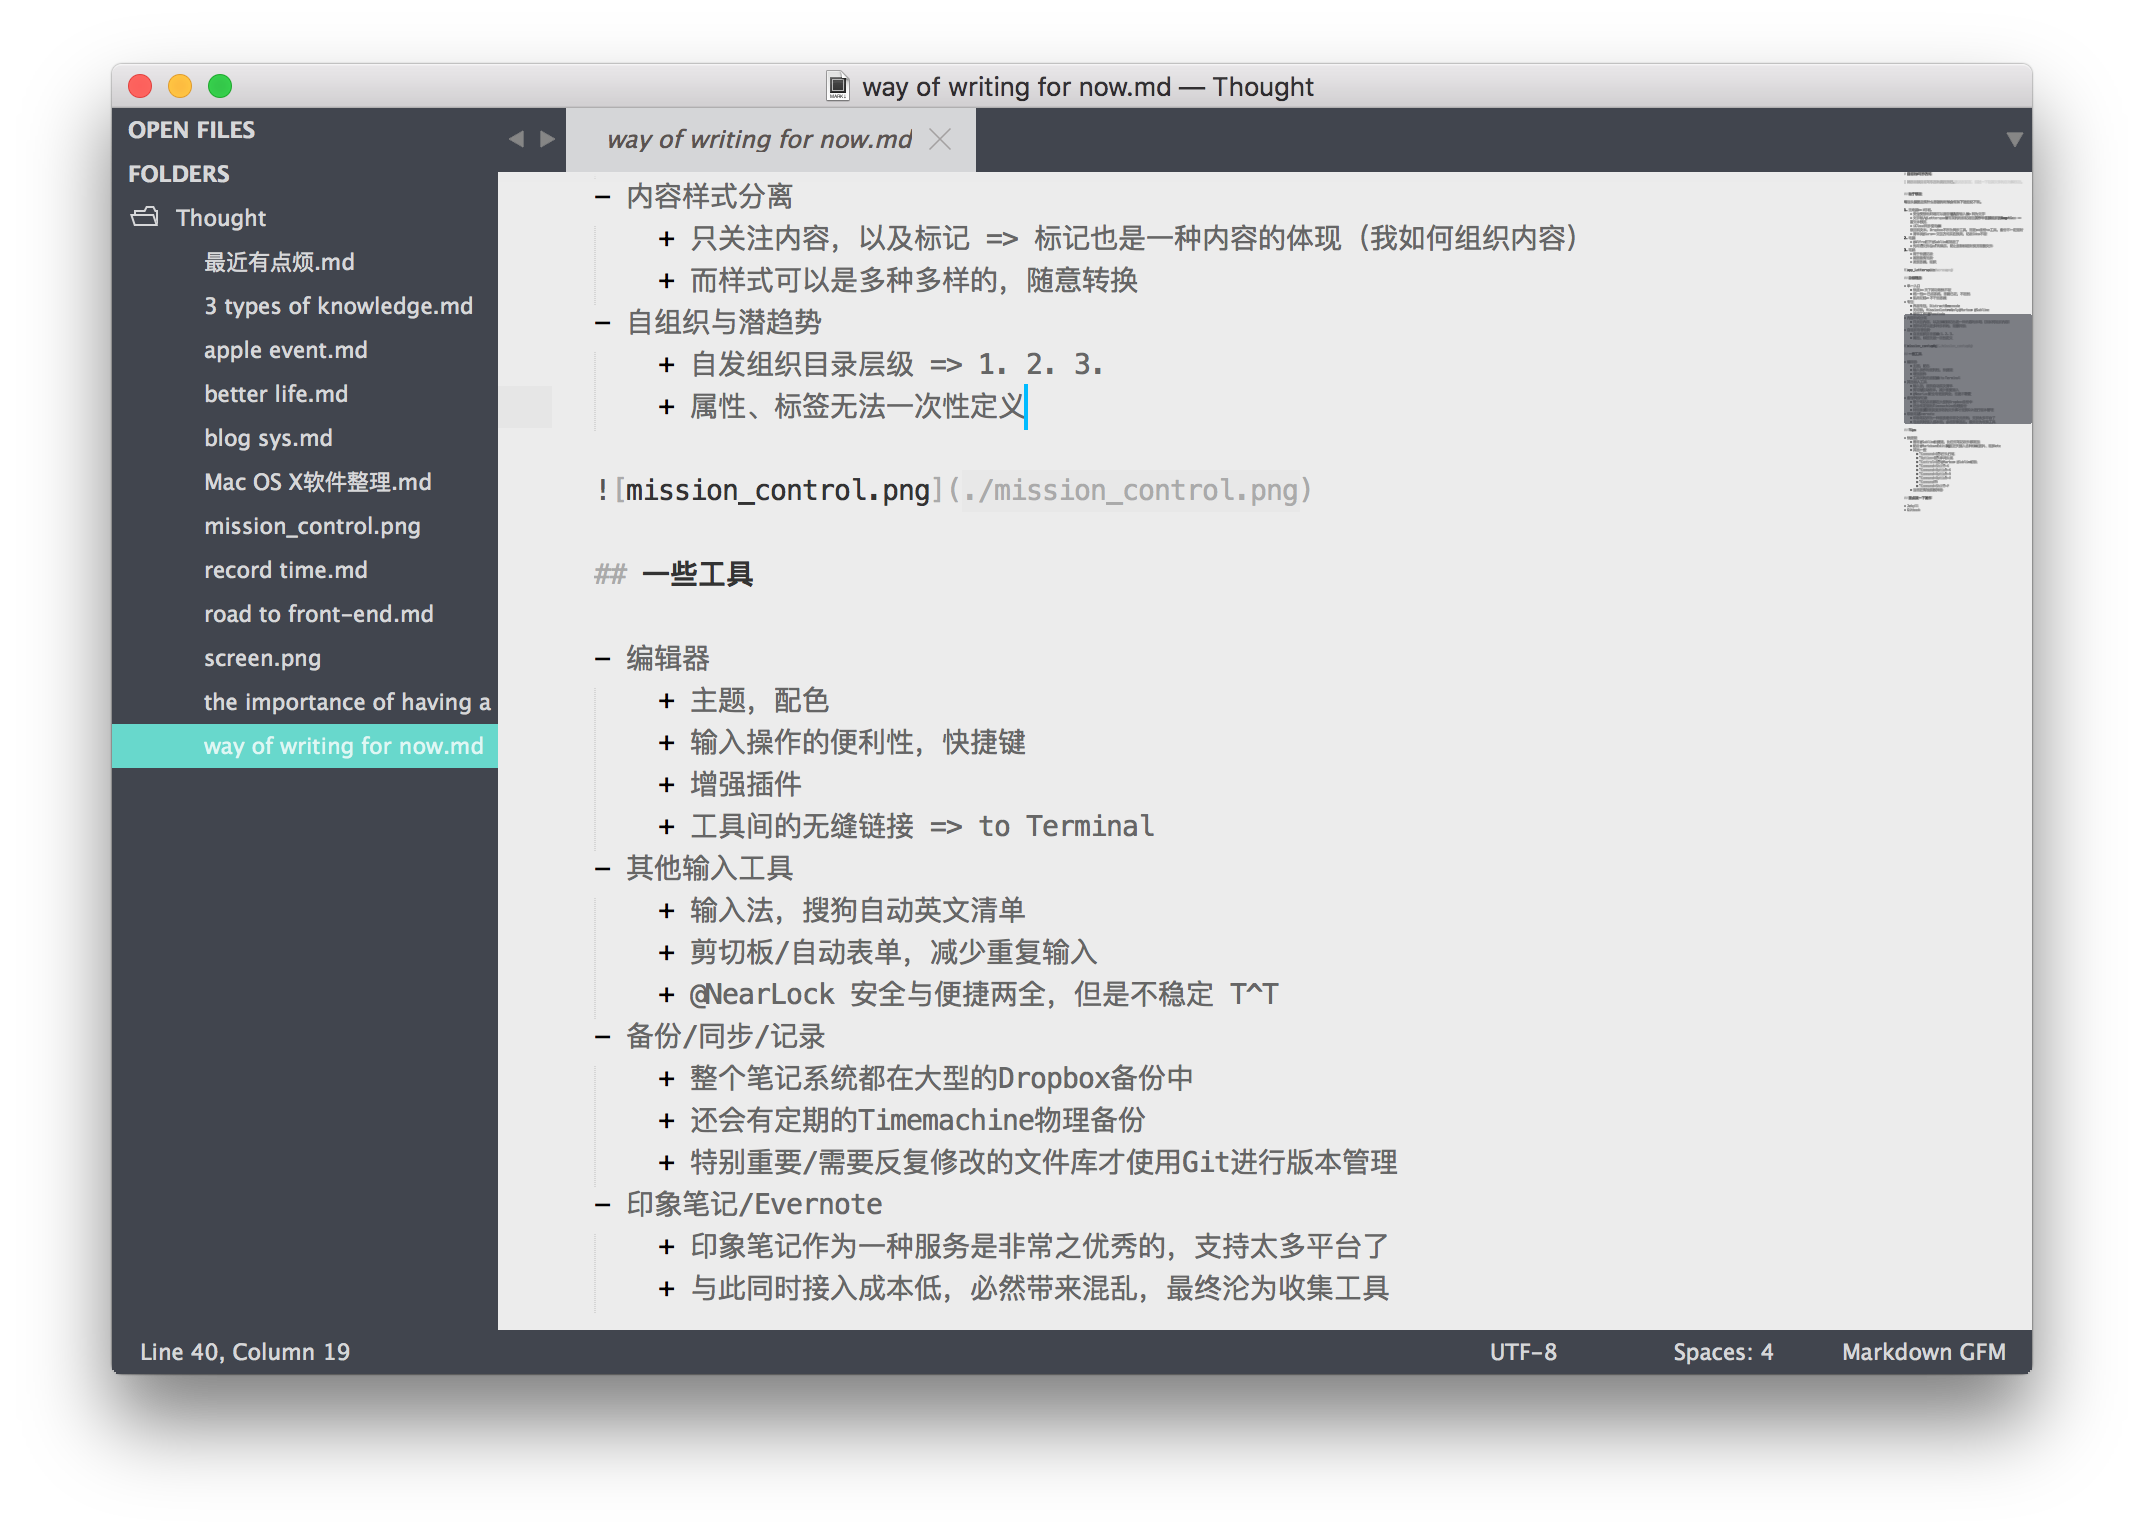 way of writing for now.md — Thought
OPEN FILES
FOLDERS
Thought
最近有点烦.md
3 types of knowledge.md
apple event.md
better life.md
blog sys.md
Mac OS X软件整理.md
mission_control.png
record time.md
road to front-end.md
screen.png
the importance of having a
way of writing for now.md
way of writing for now.md
- 内容样式分离
+ 只关注内容，以及标记 => 标记也是一种内容的体现（我如何组织内容）
+ 而样式可以是多种多样的，随意转换
- 自组织与潜趋势
+ 自发组织目录层级 => 1. 2. 3.
+ 属性、标签无法一次性定义
![mission_control.png](./mission_control.png)
## 一些工具
- 编辑器
+ 主题，配色
+ 输入操作的便利性，快捷键
+ 增强插件
+ 工具间的无缝链接 => to Terminal
- 其他输入工具
+ 输入法，搜狗自动英文清单
+ 剪切板/自动表单，减少重复输入
+ @NearLock 安全与便捷两全，但是不稳定 T^T
- 备份/同步/记录
+ 整个笔记系统都在大型的Dropbox备份中
+ 还会有定期的Timemachine物理备份
+ 特别重要/需要反复修改的文件库才使用Git进行版本管理
- 印象笔记/Evernote
+ 印象笔记作为一种服务是非常之优秀的，支持太多平台了
+ 与此同时接入成本低，必然带来混乱，最终沦为收集工具
Line 40, Column 19
UTF-8
Spaces: 4
Markdown GFM